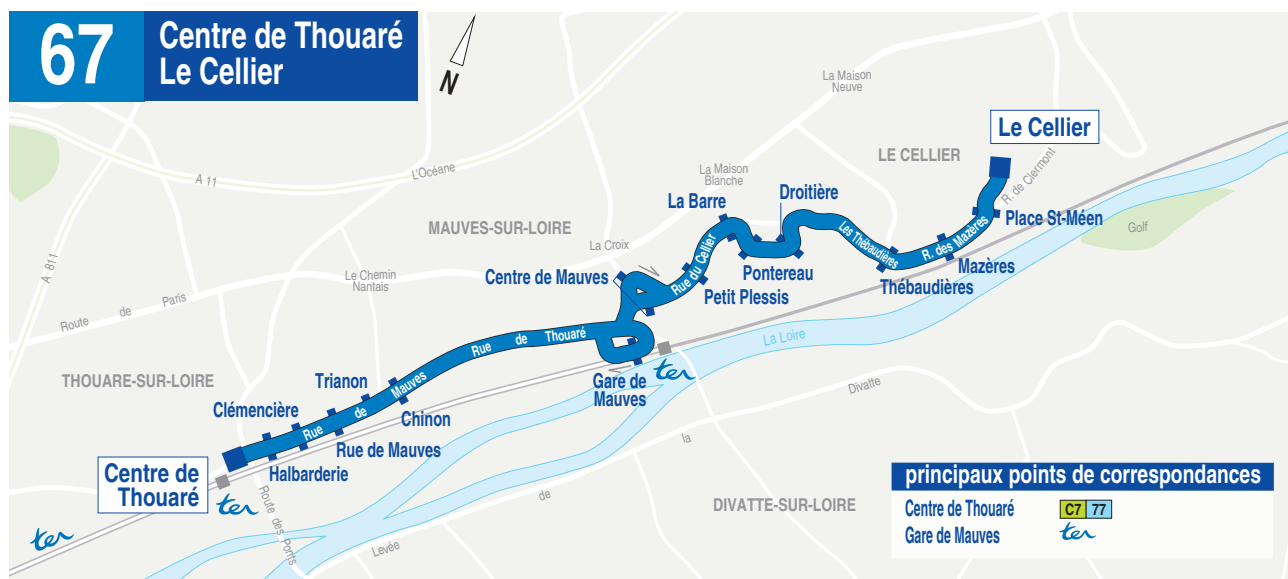 67
Centre de Thouaré
Le Cellier
N
La Maison
Neuve
Le Cellier
LE CELLIER
R. de Clermont
A 11
L'Océane
La Maison
Blanche
Droitière
La Barre
MAUVES-SUR-LOIRE
Place St-Méen
Golf
Les Thébaudières
R. des Mazères
La Croix
A 811
Le Chemin
Nantais
Centre de Mauves
Rue du Cellier
Pontereau
Mazères
Thébaudières
Petit Plessis
Route de Paris
Rue de Thouaré
La Loire
THOUARE-SUR-LOIRE
Trianon
Rue de Mauves
ter
Gare de
Mauves
Divatte
Clémencière
Chinon
Rue de Mauves
Halbarderie
Centre de
Thouaré
ter
Route des Ponts
la
de
Levée
DIVATTE-SUR-LOIRE
ter
principaux points de correspondances
Centre de Thouaré C7 77
Gare de Mauves ter